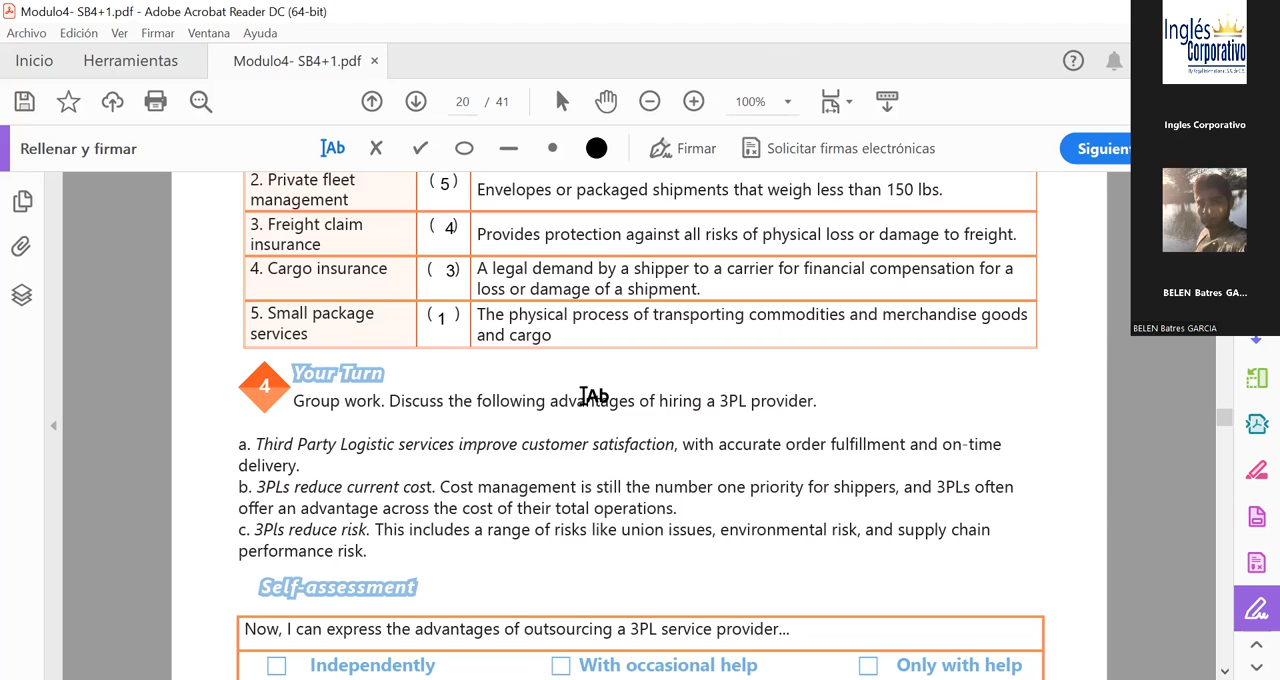 Modulo4- SB4+1.pdf - Adobe Acrobat Reader DC (64-bit)
Archivo Edición Ver Firmar Ventana Ayuda
Inicio Herramientas Modulo4- SB4+1.pdf ×
20 / 41 100%
Rellenar y firmar IAb Firmar Solicitar firmas electrónicas Siguien
Inglés
Corporativo
Ingles Corporativo
BELEN Batres GA...
BELEN Batres GARCIA
2. Private fleet management ( 5 ) Envelopes or packaged shipments that weigh less than 150 lbs.
3. Freight claim insurance ( 4) Provides protection against all risks of physical loss or damage to freight.
4. Cargo insurance ( 3) A legal demand by a shipper to a carrier for financial compensation for a
loss or damage of a shipment.
5. Small package services ( 1 ) The physical process of transporting commodities and merchandise goods
and cargo
4 Your Turn
Group work. Discuss the following advantages of hiring a 3PL provider.
IAb
a. Third Party Logistic services improve customer satisfaction, with accurate order fulfillment and on-time
delivery.
b. 3PLs reduce current cost. Cost management is still the number one priority for shippers, and 3PLs often
offer an advantage across the cost of their total operations.
c. 3Pls reduce risk. This includes a range of risks like union issues, environmental risk, and supply chain
performance risk.
Self-assessment
Now, I can express the advantages of outsourcing a 3PL service provider...
Independently With occasional help Only with help